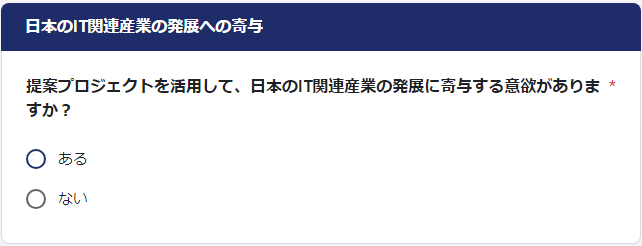 日本のIT関連産業の発展への寄与
提案プロジェクトを活用して、日本のIT関連産業の発展に寄与する意欲がありま *
すか？
ある
ない